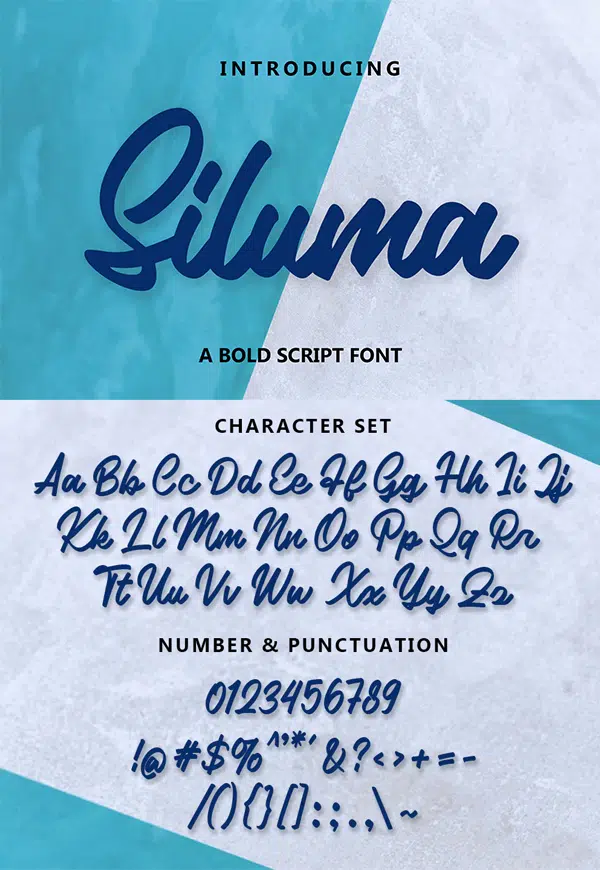 INTRODUCING
Siluma
A BOLD SCRIPT FONT
CHARACTER SET
Aa Bb Cc Dd Ee Ff Gg Hh Ii Jj
Kk Ll Mm Nn Oo Pp Qq Rr
Tt Uu Vv Ww Xx Yy Zz
NUMBER & PUNCTUATION
0123456789
!@#$%^'*´&?<>+=-
/(){}[]:;.,\~